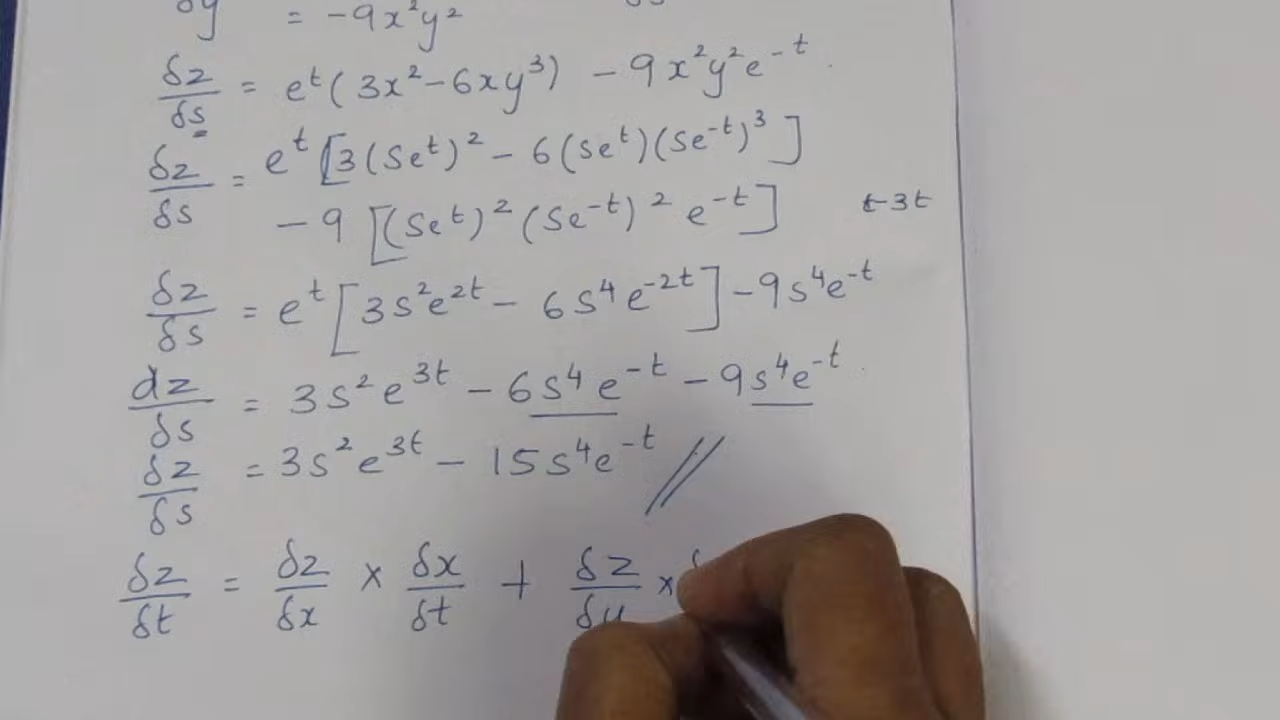 = -9x²y²
δz/δs = e^t (3x² - 6xy³) - 9x²y²e^-t.
δz/δs = e^t [3(se^t)² - 6(se^t)(se^-t)³]
- 9 [(se^t)² (se^-t)² e^-t] t-3t
δz/δs = e^t [3s²e^2t - 6s⁴e^-2t] - 9s⁴e^-t
dz/δs = 3s²e^3t - 6s⁴e^-t - 9s⁴e^-t
δz/δs = 3s²e^3t - 15s⁴e^-t //
δz/δt = δz/δx × δx/δt + δz/δy ×